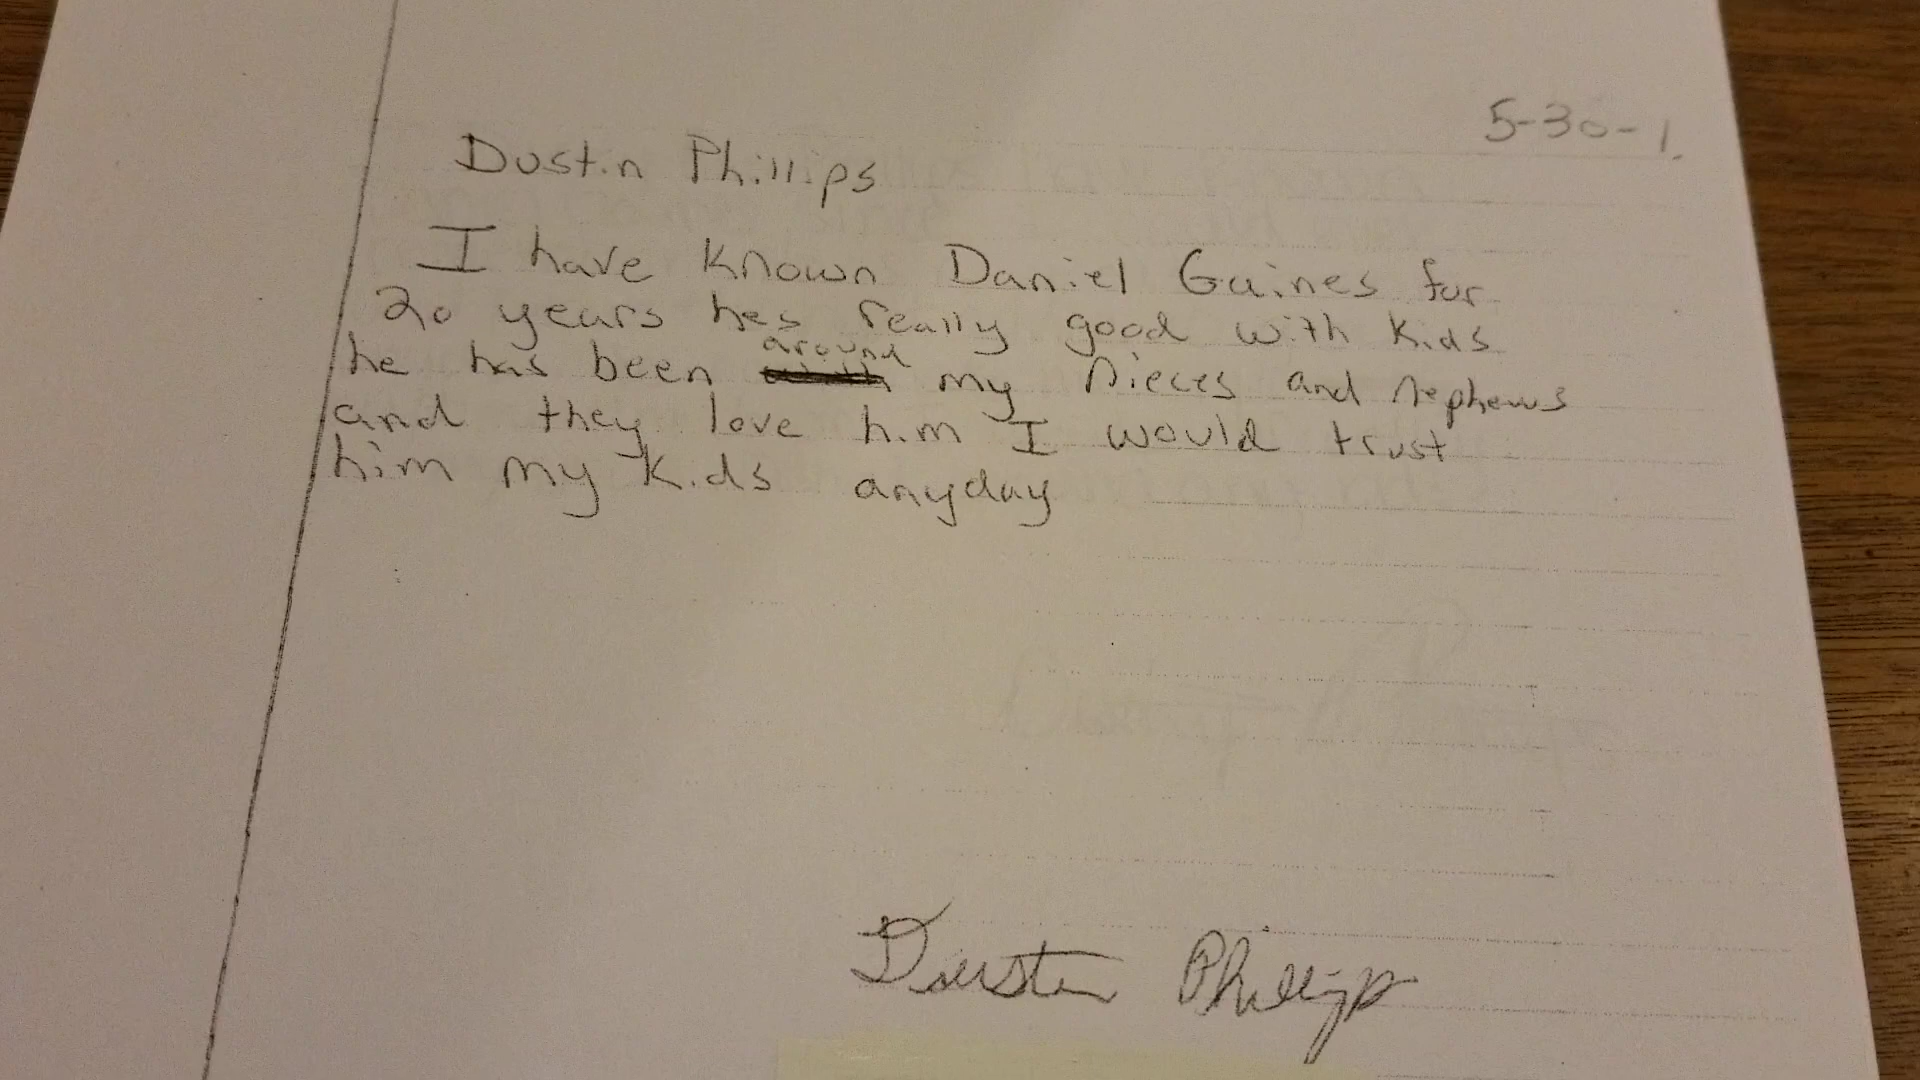 5-30-1
Dustin Phillips
I have known Daniel Gaines for
20 years hes really good with kids
he has been around my nieces and nephews
and they love him I would trust
him my kids anyday
Dustin Phillips